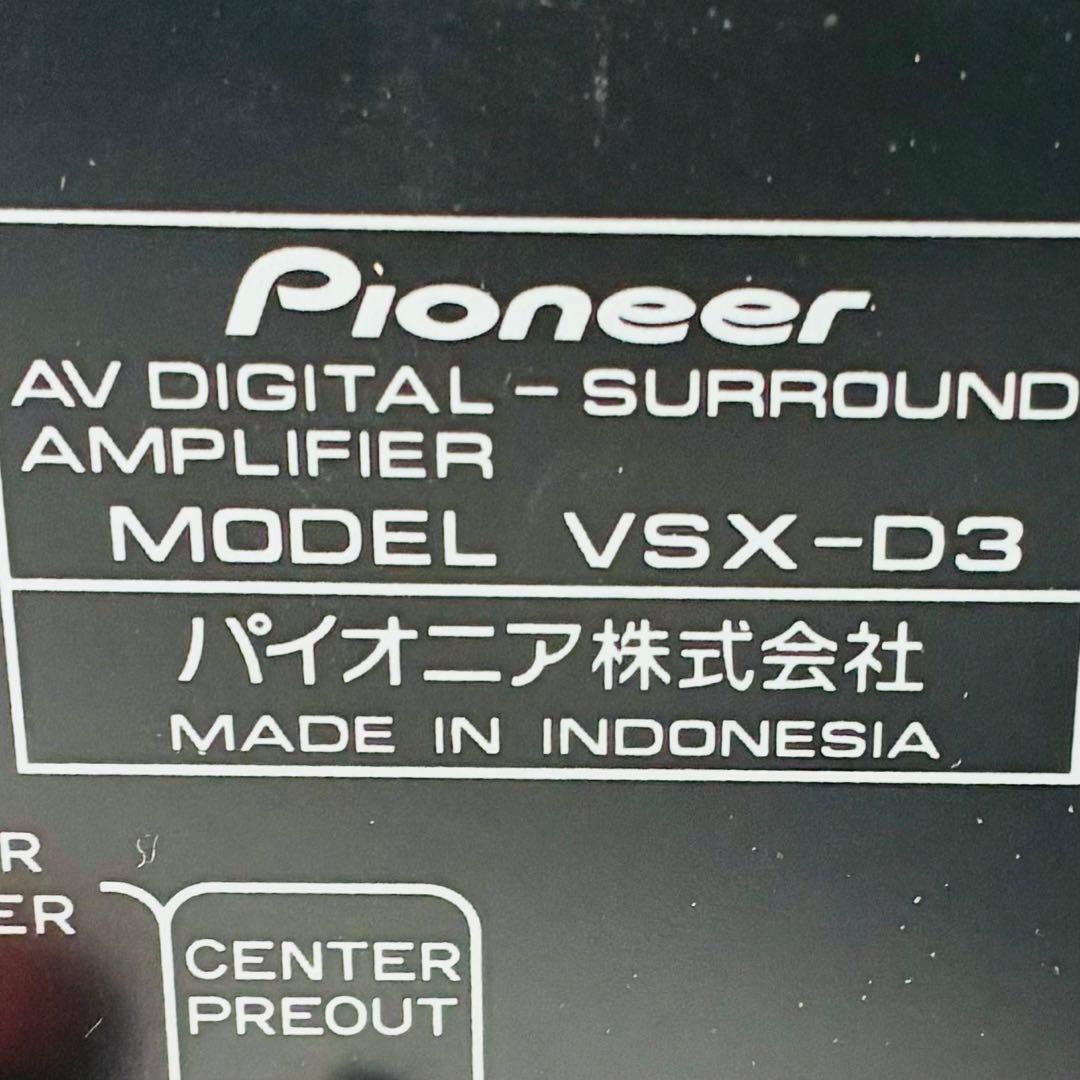 Pioneer
AV DIGITAL-SURROUND
AMPLIFIER
MODEL VSX-D3
パイオニア株式会社
MADE IN INDONESIA
CENTER
PREOUT